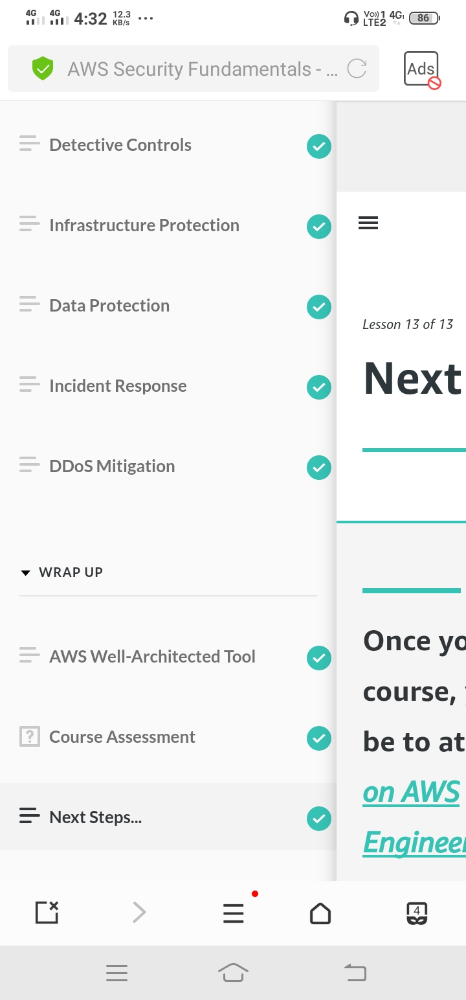 4G 4G 4:32 12.3 KB/s ... Vo)) 1 LTE2 4G 86
AWS Security Fundamentals - ...
Ads
Detective Controls
Infrastructure Protection
Data Protection
Incident Response
DDoS Mitigation
WRAP UP
AWS Well-Architected Tool
? Course Assessment
Next Steps...
Lesson 13 of 13
Next
Once yo
course,
be to at
on AWS
Engineer
4